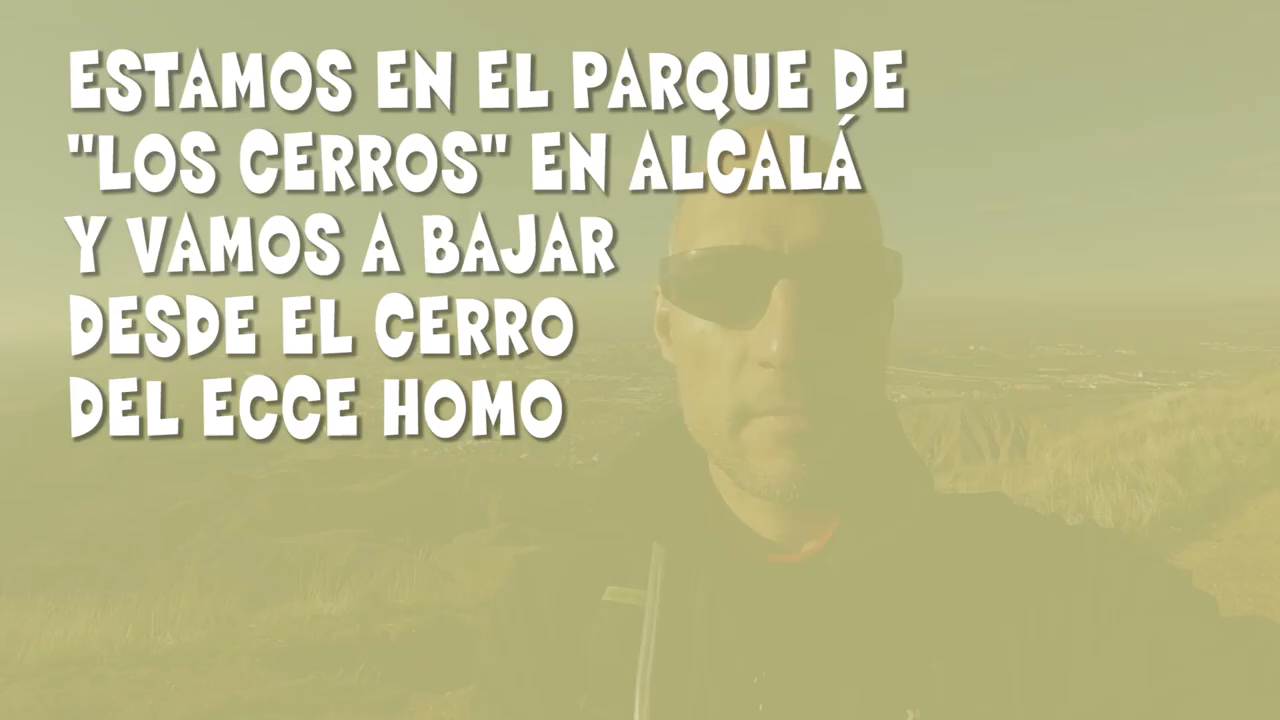 ESTAMOS EN EL PARQUE DE
"LOS CERROS" EN ALCALÁ
Y VAMOS A BAJAR
DESDE EL CERRO
DEL ECCE HOMO